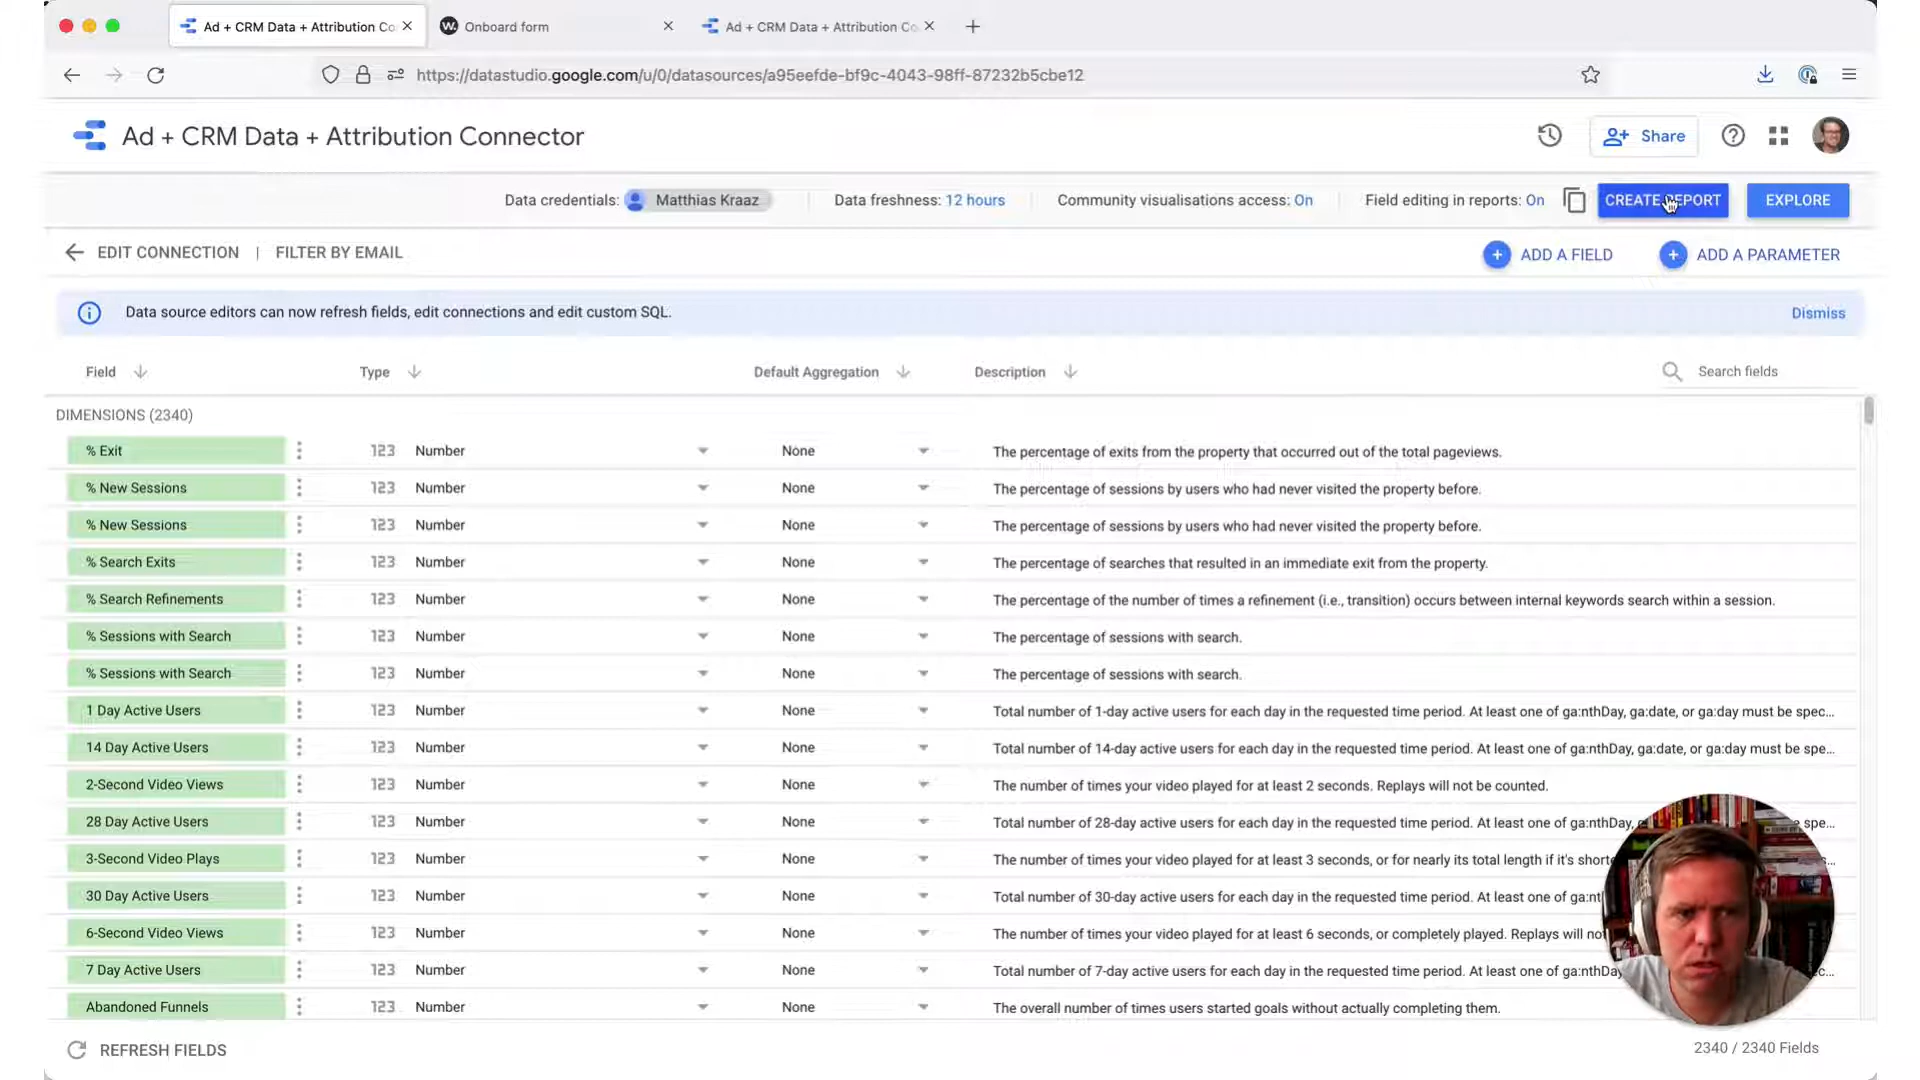 Ad + CRM Data + Attribution Co
Onboard form
Ad + CRM Data + Attribution Co
https://datastudio.google.com/u/0/datasources/a95eefde-bf9c-4043-98ff-87232b5cbe12
Ad + CRM Data + Attribution Connector
Share
Data credentials: Matthias Kraaz
Data freshness: 12 hours
Community visualisations access: On
Field editing in reports: On
CREATE REPORT
EXPLORE
EDIT CONNECTION | FILTER BY EMAIL
ADD A FIELD
ADD A PARAMETER
Data source editors can now refresh fields, edit connections and edit custom SQL.
Dismiss
Field Type Default Aggregation Description Search fields
DIMENSIONS (2340)
% Exit 123 Number None The percentage of exits from the property that occurred out of the total pageviews.
% New Sessions 123 Number None The percentage of sessions by users who had never visited the property before.
% New Sessions 123 Number None The percentage of sessions by users who had never visited the property before.
% Search Exits 123 Number None The percentage of searches that resulted in an immediate exit from the property.
% Search Refinements 123 Number None The percentage of the number of times a refinement (i.e., transition) occurs between internal keywords search within a session.
% Sessions with Search 123 Number None The percentage of sessions with search.
% Sessions with Search 123 Number None The percentage of sessions with search.
1 Day Active Users 123 Number None Total number of 1-day active users for each day in the requested time period. At least one of ga:nthDay, ga:date, or ga:day must be spec...
14 Day Active Users 123 Number None Total number of 14-day active users for each day in the requested time period. At least one of ga:nthDay, ga:date, or ga:day must be spe...
2-Second Video Views 123 Number None The number of times your video played for at least 2 seconds. Replays will not be counted.
28 Day Active Users 123 Number None Total number of 28-day active users for each day in the requested time period. At least one of ga:nthDay, spe...
3-Second Video Plays 123 Number None The number of times your video played for at least 3 seconds, or for nearly its total length if it's
30 Day Active Users 123 Number None Total number of 30-day active users for each day in the requested time period. At least one of
6-Second Video Views 123 Number None The number of times your video played for at least 6 seconds, or completely played. Replays will
7 Day Active Users 123 Number None Total number of 7-day active users for each day in the requested time period. At least one of
Abandoned Funnels 123 Number None The overall number of times users started goals without actually completing them.
REFRESH FIELDS
2340 / 2340 Fields